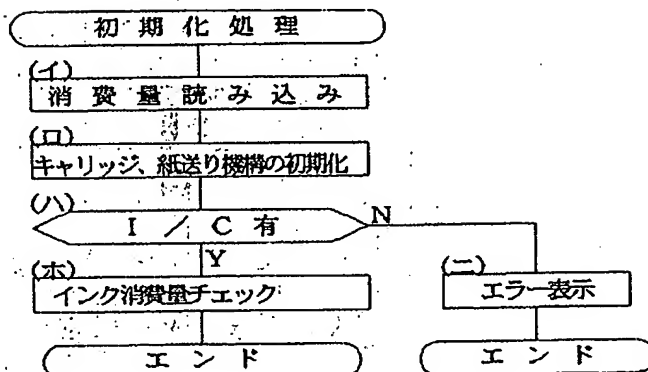 初期化処理
(イ)
消費量読み込み
(ロ)
キャリッジ、紙送り機構の初期化
(ハ)
I/C有
N
Y
(ホ)
インク消費量チェック
(ニ)
エラー表示
エンド
エンド